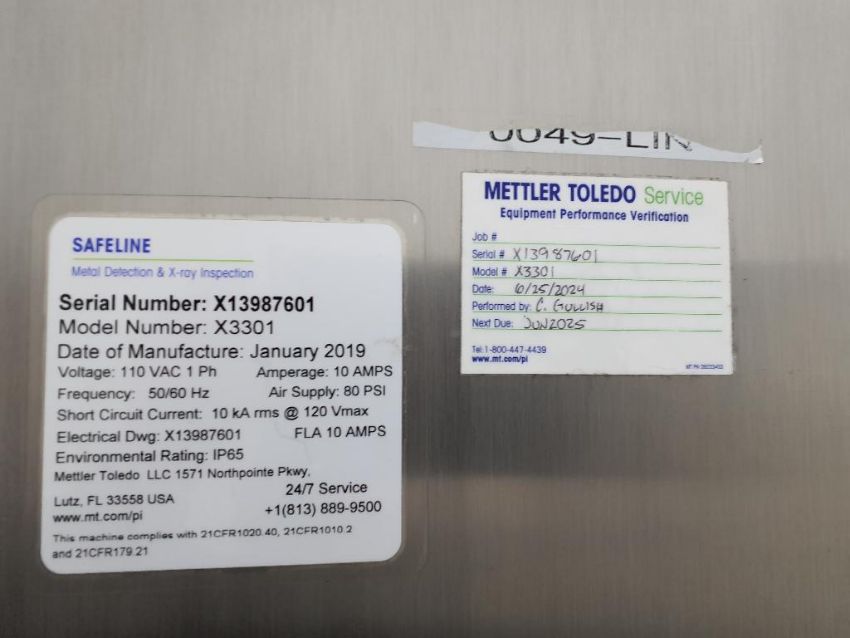 0049-LIN
SAFELINE
Metal Detection & X-ray Inspection
Serial Number: X13987601
Model Number: X3301
Date of Manufacture: January 2019
Voltage: 110 VAC 1 Ph Amperage: 10 AMPS
Frequency: 50/60 Hz Air Supply: 80 PSI
Short Circuit Current: 10 kA rms @ 120 Vmax
Electrical Dwg: X13987601 FLA 10 AMPS
Environmental Rating: IP65
Mettler Toledo LLC 1571 Northpointe Pkwy,
Lutz, FL 33558 USA
www.mt.com/pi
24/7 Service
+1(813) 889-9500
This machine complies with 21CFR1020.40, 21CFR1010.2
and 21CFR179.21
METTLER TOLEDO Service
Equipment Performance Verification
Job #
Serial # X13987601
Model # X3301
Date: 6/25/2024
Performed by: C. Gullish
Next Due: JUN2025
Tel: 1-800-447-4439
www.mt.com/pi